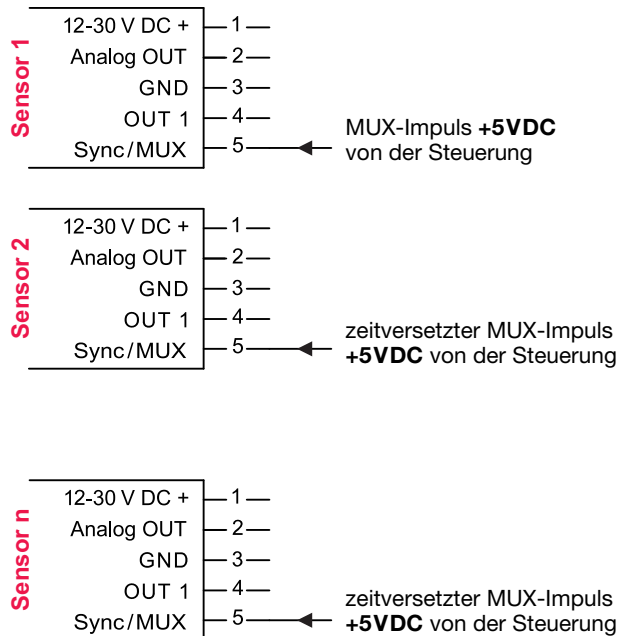 Sensor 1
12-30 V DC + 1
Analog OUT 2
GND 3
OUT 1 4
Sync/MUX 5
MUX-Impuls +5VDC
von der Steuerung
Sensor 2
12-30 V DC + 1
Analog OUT 2
GND 3
OUT 1 4
Sync/MUX 5
zeitversetzter MUX-Impuls
+5VDC von der Steuerung
Sensor n
12-30 V DC + 1
Analog OUT 2
GND 3
OUT 1 4
Sync/MUX 5
zeitversetzter MUX-Impuls
+5VDC von der Steuerung